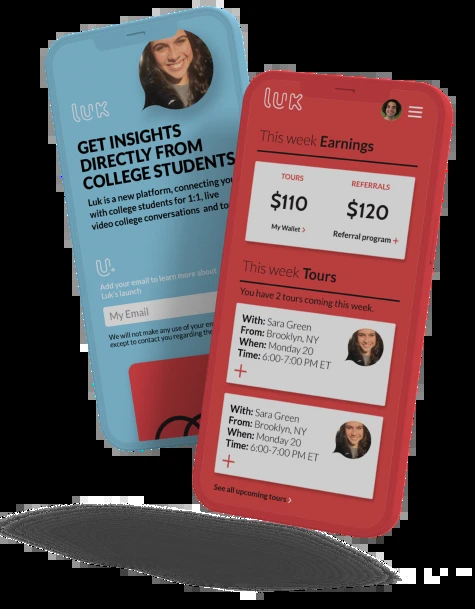 LUK
GET INSIGHTS
DIRECTLY FROM
COLLEGE STUDENTS
Luk is a new platform, connecting you
with college students for 1:1, live
video conversations and to
U+
Add your email to learn more about
Luk's launch
My Email
We will not make any use of your em
except to contact you regarding the
LUK
This week Earnings
TOURS
$110
My Wallet >
REFERRALS
$120
Referral program +
This week Tours
You have 2 tours coming this week.
With: Sara Green
From: Brooklyn, NY
When: Monday 20
Time: 6:00-7:00 PM ET
+
With: Sara Green
From: Brooklyn, NY
When: Monday 20
Time: 6:00-7:00 PM ET
+
See all upcoming tours >